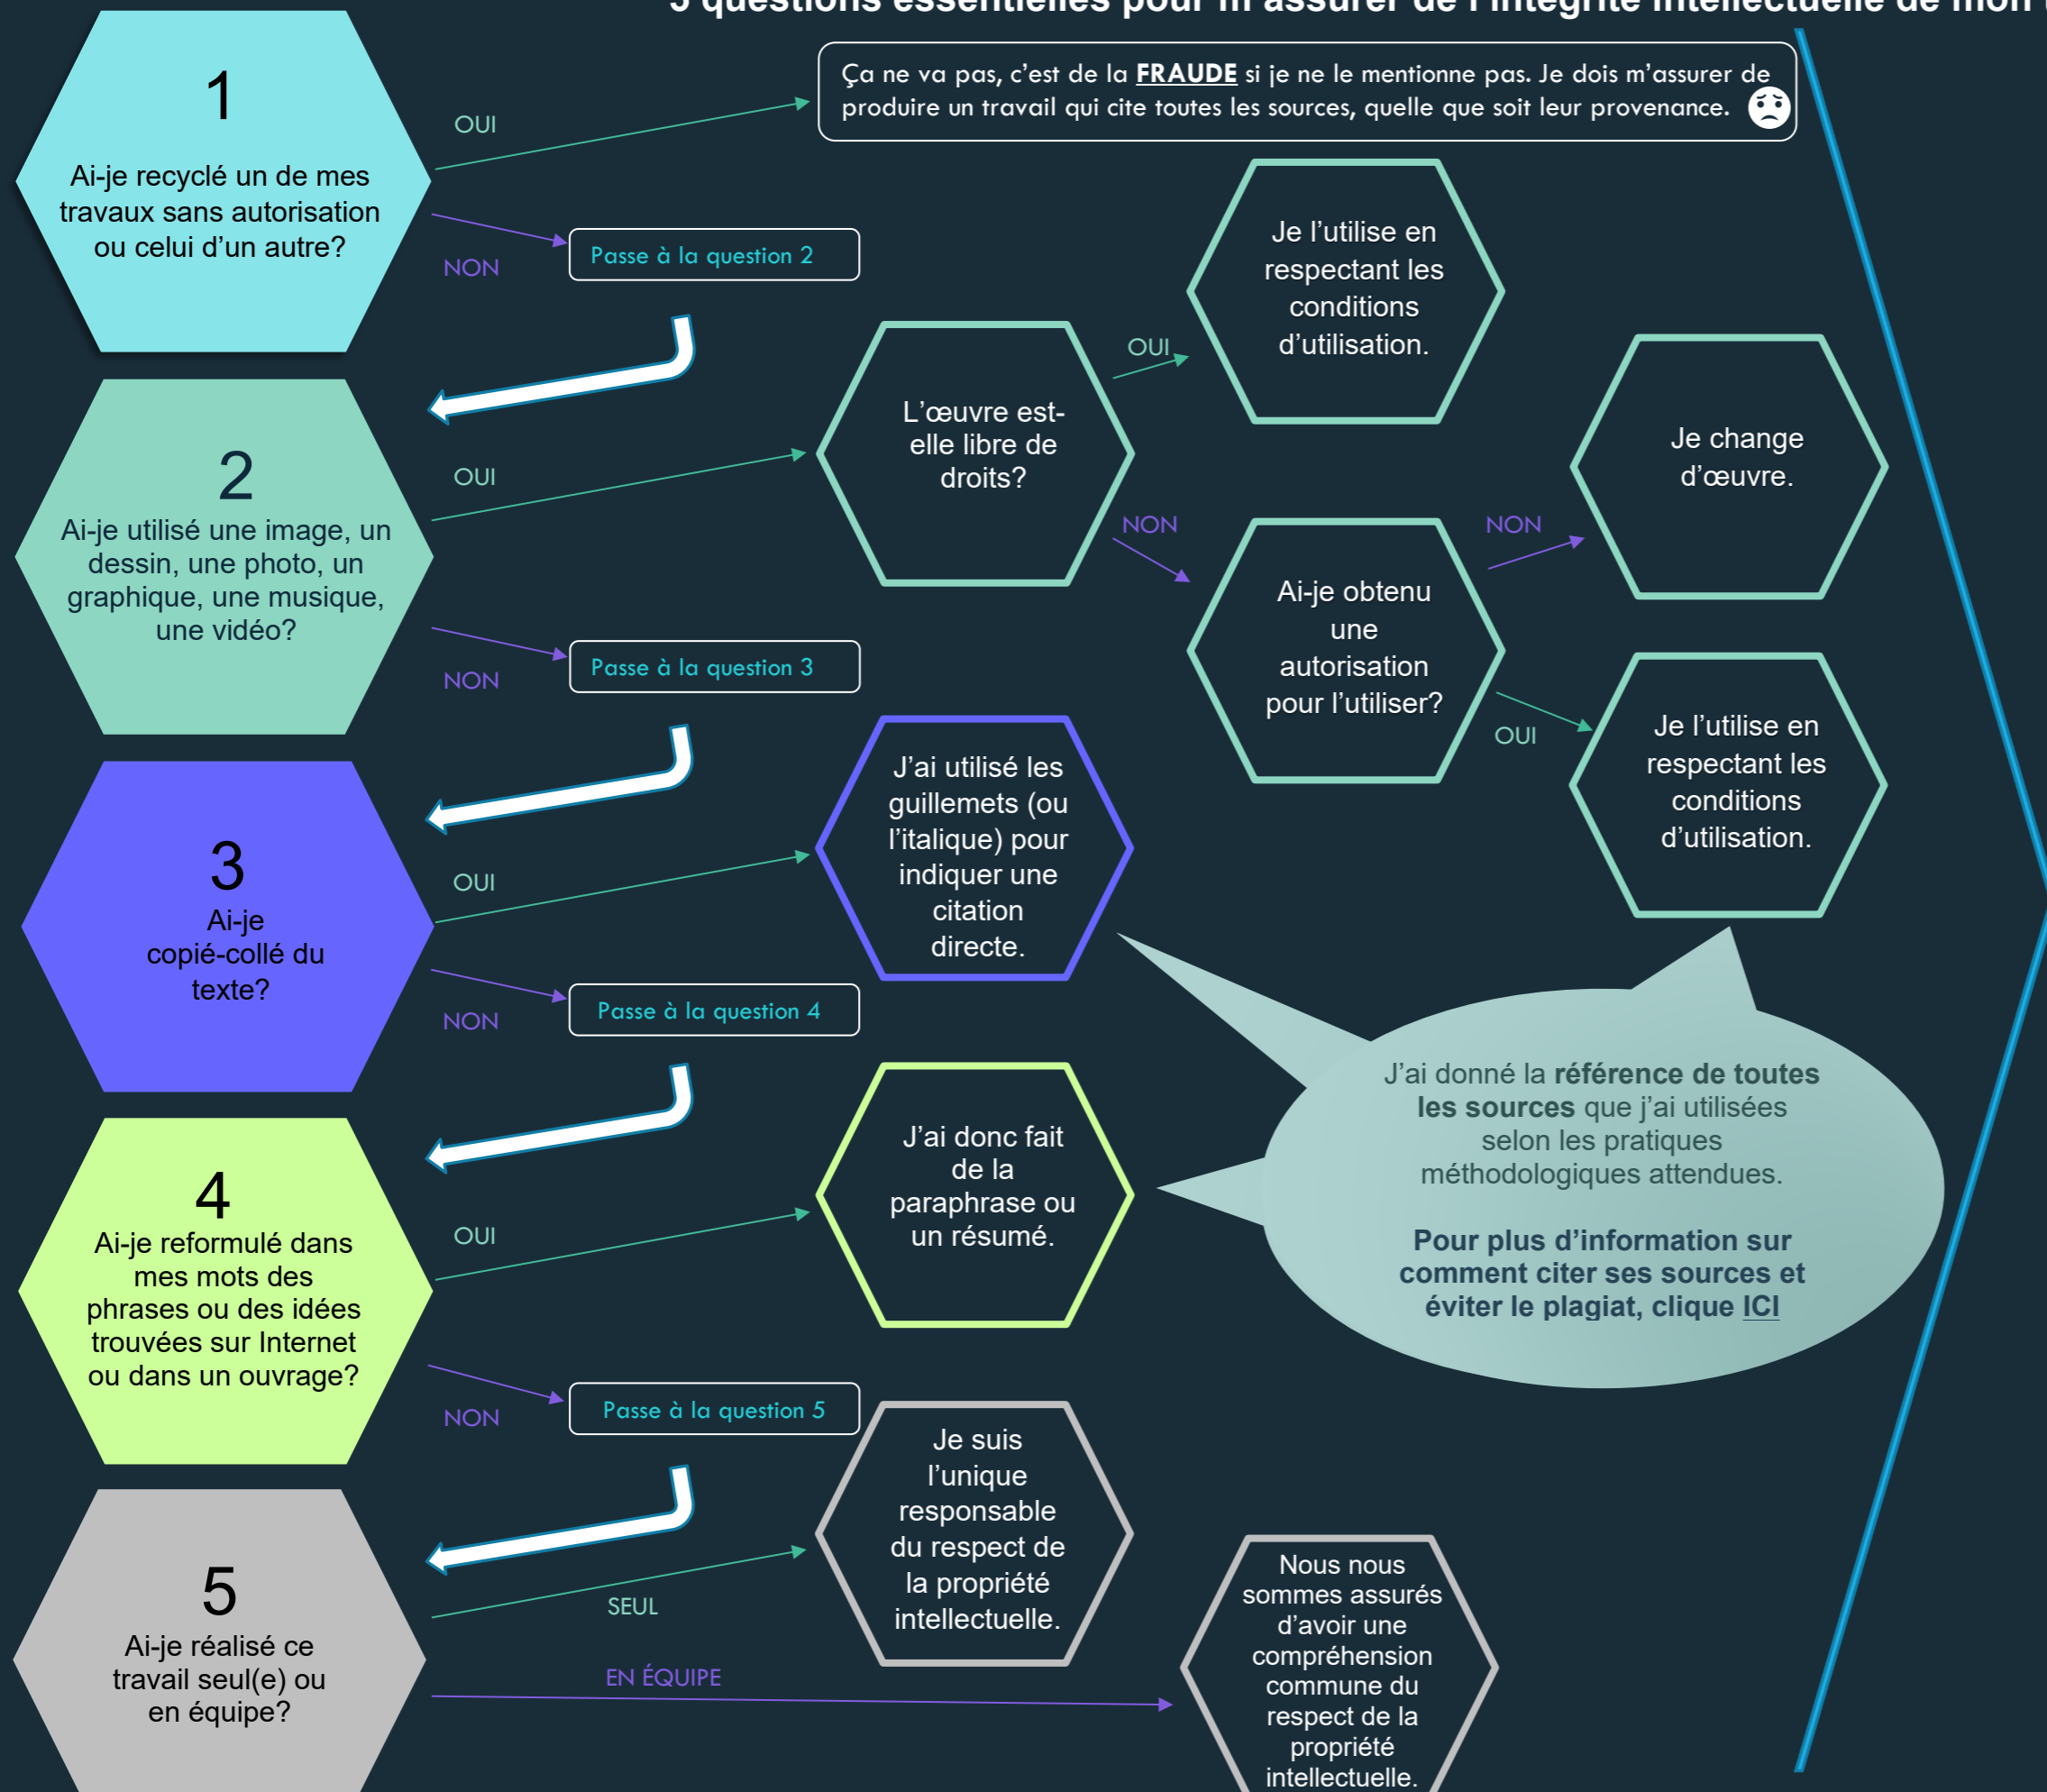 5 questions essentielles pour m'assurer de l'intégrité intellectuelle de mon
1
Ai-je recyclé un de mes
travaux sans autorisation
ou celui d'un autre?
OUI
Ça ne va pas, c'est de la FRAUDE si je ne le mentionne pas. Je dois m'assurer de
produire un travail qui cite toutes les sources, quelle que soit leur provenance.
NON
Passe à la question 2
2
Ai-je utilisé une image, un
dessin, une photo, un
graphique, une musique,
une vidéo?
OUI
L'œuvre est-
elle libre de
droits?
OUI
Je l'utilise en
respectant les
conditions
d'utilisation.
NON
Ai-je obtenu
une
autorisation
pour l'utiliser?
NON
Je change
d'œuvre.
OUI
Je l'utilise en
respectant les
conditions
d'utilisation.
NON
Passe à la question 3
3
Ai-je
copié-collé du
texte?
OUI
J'ai utilisé les
guillemets (ou
l'italique) pour
indiquer une
citation
directe.
NON
Passe à la question 4
4
Ai-je reformulé dans
mes mots des
phrases ou des idées
trouvées sur Internet
ou dans un ouvrage?
OUI
J'ai donc fait
de la
paraphrase ou
un résumé.
J'ai donné la référence de toutes
les sources que j'ai utilisées
selon les pratiques
méthodologiques attendues.
Pour plus d'information sur
comment citer ses sources et
éviter le plagiat, clique ICI
NON
Passe à la question 5
5
Ai-je réalisé ce
travail seul(e) ou
en équipe?
SEUL
Je suis
l'unique
responsable
du respect de
la propriété
intellectuelle.
EN ÉQUIPE
Nous nous
sommes assurés
d'avoir une
compréhension
commune du
respect de la
propriété
intellectuelle.